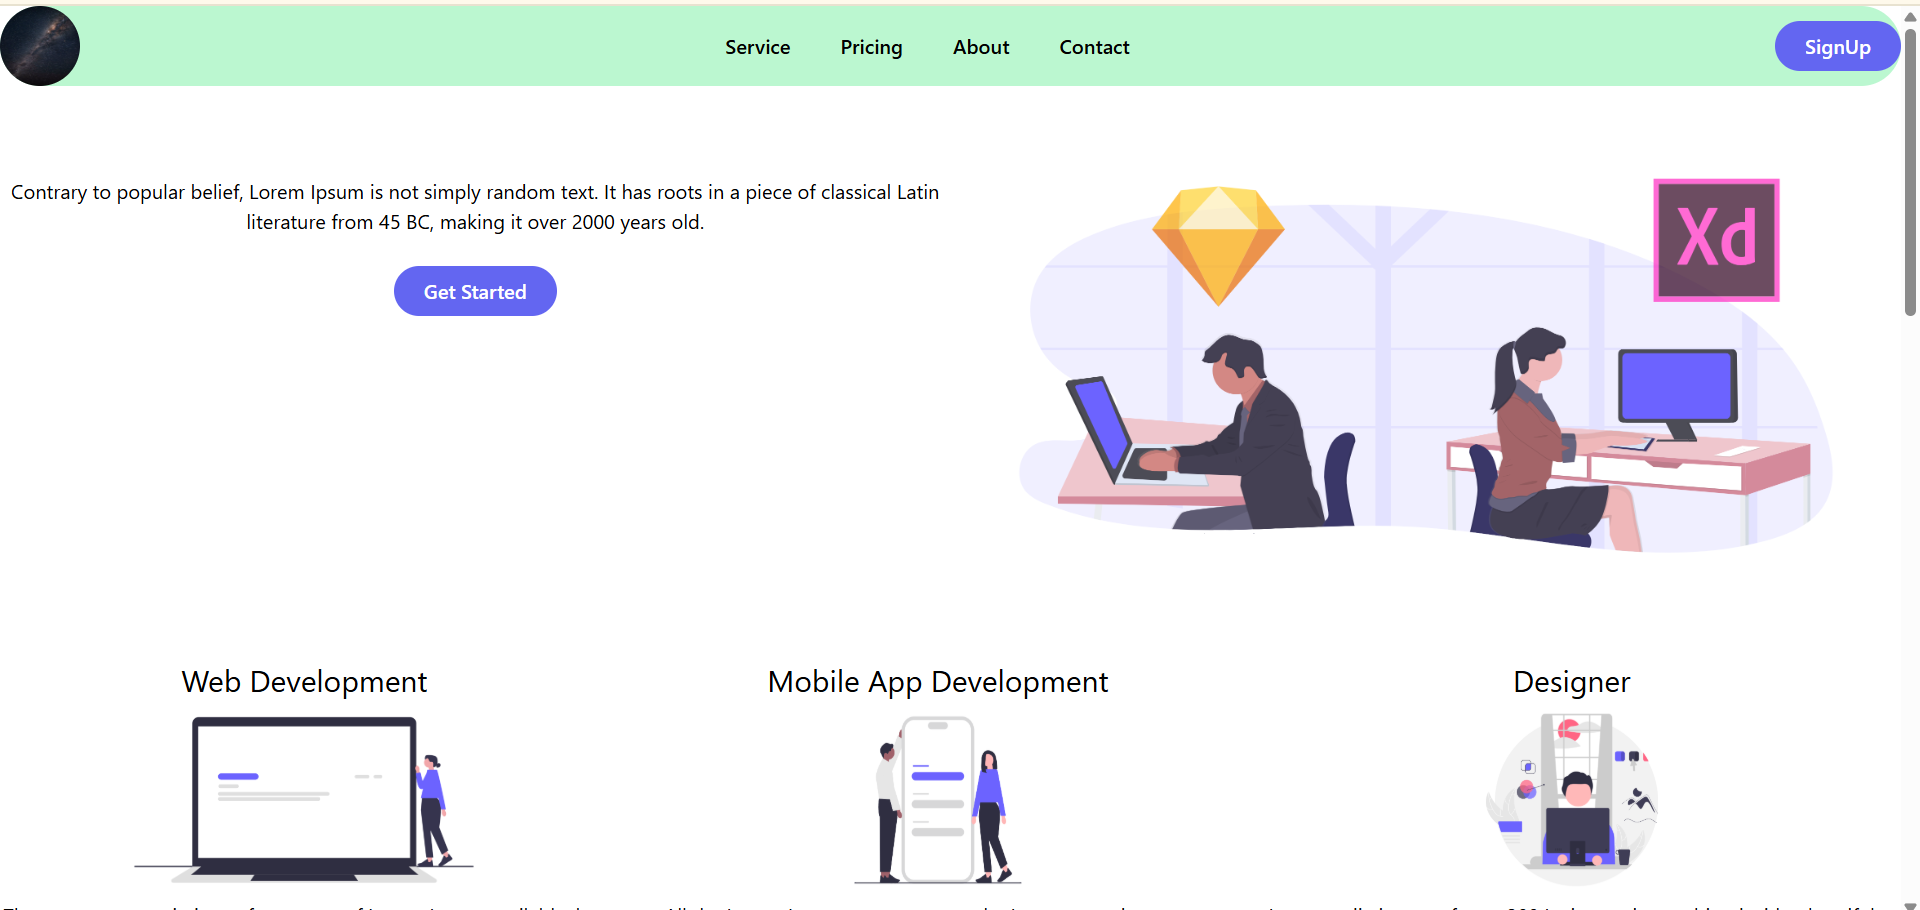 Service Pricing About Contact SignUp
Contrary to popular belief, Lorem Ipsum is not simply random text. It has roots in a piece of classical Latin
literature from 45 BC, making it over 2000 years old.
Get Started
Xd
Web Development Mobile App Development Designer